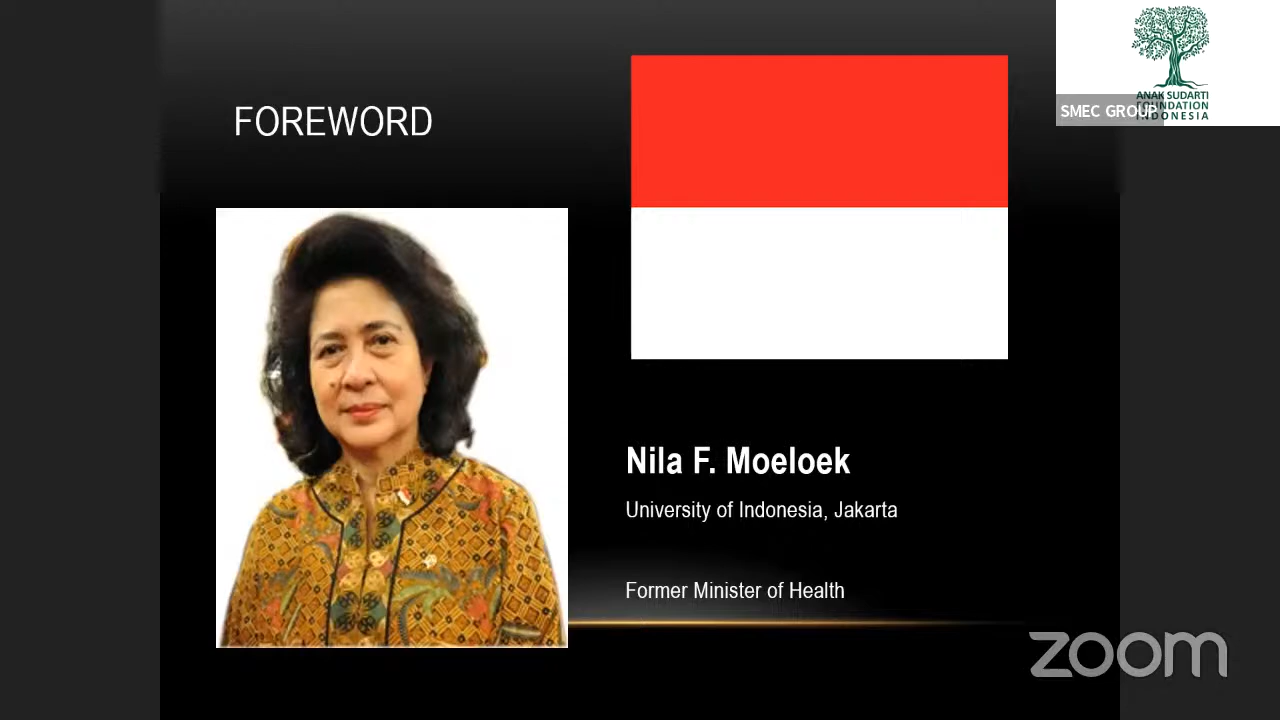 FOREWORD
ANAK SUDARTI
FOUNDATION
INDONESIA
SMEC GROUP
Nila F. Moeloek
University of Indonesia, Jakarta
Former Minister of Health
zoom